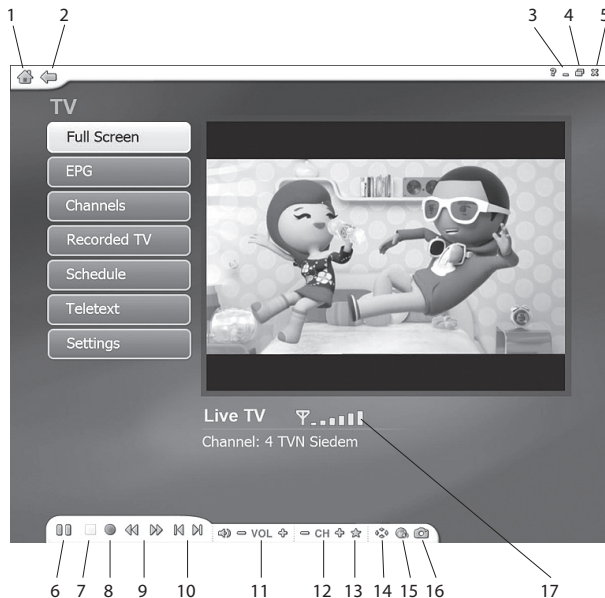 1 2 3 4 5
?
TV
Full Screen
EPG
Channels
Recorded TV
Schedule
Teletext
Settings
Live TV
Channel: 4 TVN Siedem
VOL CH
6 7 8 9 10 11 12 13 14 15 16 17